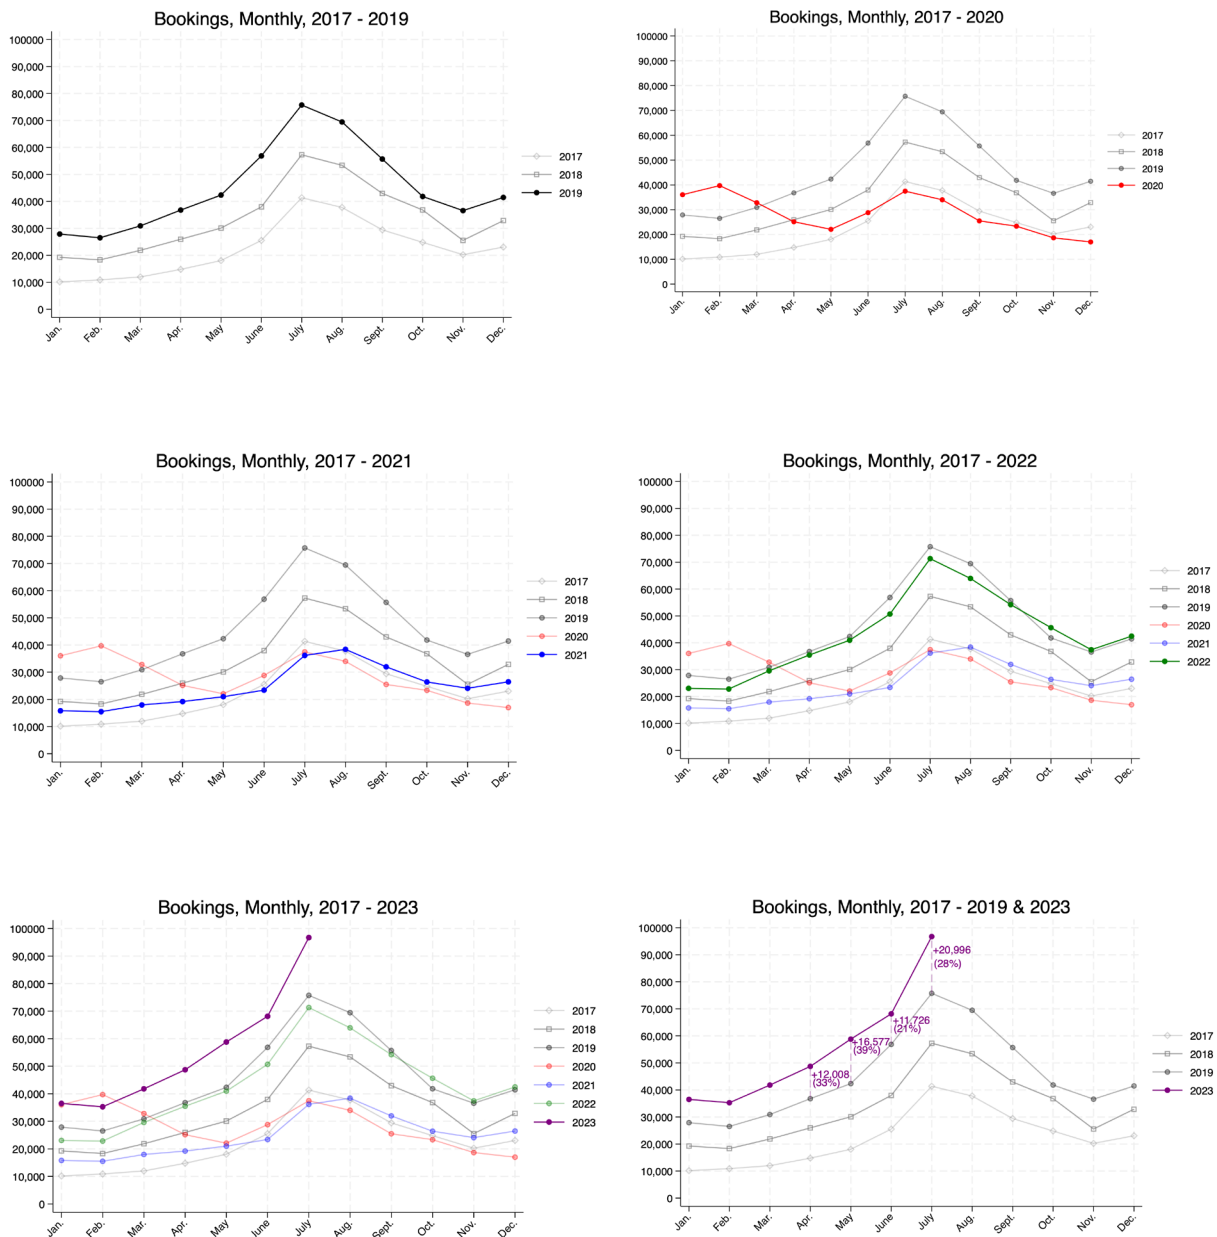 Bookings, Monthly, 2017 - 2019
100000
90,000
80,000
70,000
60,000
50,000
40,000
30,000
20,000
10,000
0
Jan.
Feb.
Mar.
Apr.
May
June
July
Aug.
Sept.
Oct.
Nov.
Dec.
2017
2018
2019
Bookings, Monthly, 2017 - 2020
100000
90,000
80,000
70,000
60,000
50,000
40,000
30,000
20,000
10,000
0
Jan.
Feb.
Mar.
Apr.
May
June
July
Aug.
Sept.
Oct.
Nov.
Dec.
2017
2018
2019
2020
Bookings, Monthly, 2017 - 2021
100000
90,000
80,000
70,000
60,000
50,000
40,000
30,000
20,000
10,000
0
Jan.
Feb.
Mar.
Apr.
May
June
July
Aug.
Sept.
Oct.
Nov.
Dec.
2017
2018
2019
2020
2021
Bookings, Monthly, 2017 - 2022
100000
90,000
80,000
70,000
60,000
50,000
40,000
30,000
20,000
10,000
0
Jan.
Feb.
Mar.
Apr.
May
June
July
Aug.
Sept.
Oct.
Nov.
Dec.
2017
2018
2019
2020
2021
2022
Bookings, Monthly, 2017 - 2023
100000
90,000
80,000
70,000
60,000
50,000
40,000
30,000
20,000
10,000
0
Jan.
Feb.
Mar.
Apr.
May
June
July
Aug.
Sept.
Oct.
Nov.
Dec.
2017
2018
2019
2020
2021
2022
2023
Bookings, Monthly, 2017 - 2019 & 2023
100000
90,000
80,000
70,000
60,000
50,000
40,000
30,000
20,000
10,000
0
+12,008
(33%)
+16,577
(39%)
+11,726
(21%)
+20,996
(28%)
Jan.
Feb.
Mar.
Apr.
May
June
July
Aug.
Sept.
Oct.
Nov.
Dec.
2017
2018
2019
2023